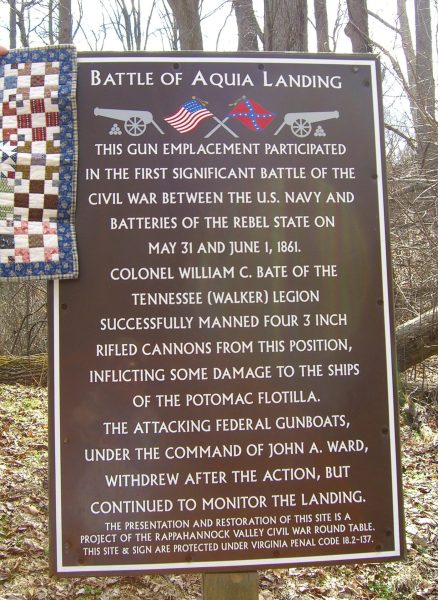 BATTLE OF AQUIA LANDING
THIS GUN EMPLACEMENT PARTICIPATED
IN THE FIRST SIGNIFICANT BATTLE OF THE
CIVIL WAR BETWEEN THE U.S. NAVY AND
BATTERIES OF THE REBEL STATE ON
MAY 31 AND JUNE 1, 1861.
COLONEL WILLIAM C. BATE OF THE
TENNESSEE (WALKER) LEGION
SUCCESSFULLY MANNED FOUR 3 INCH
RIFLED CANNONS FROM THIS POSITION,
INFLICTING SOME DAMAGE TO THE SHIPS
OF THE POTOMAC FLOTILLA.
THE ATTACKING FEDERAL GUNBOATS,
UNDER THE COMMAND OF JOHN A. WARD,
WITHDREW AFTER THE ACTION, BUT
CONTINUED TO MONITOR THE LANDING.
THE PRESENTATION AND RESTORATION OF THIS SITE IS A
PROJECT OF THE RAPPAHANNOCK VALLEY CIVIL WAR ROUND TABLE.
THIS SITE & SIGN ARE PROTECTED UNDER VIRGINIA PENAL CODE 18.2-137.